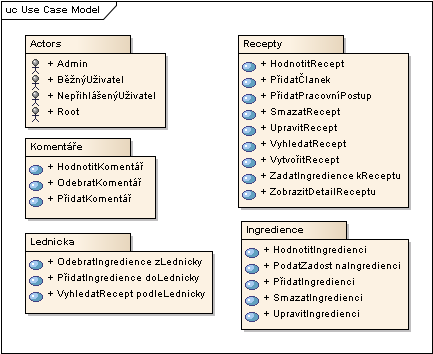 uc Use Case Model
Actors
+ Admin
+ BěžnýUživatel
+ NepřihlášenýUživatel
+ Root
Komentáře
+ HodnotitKomentář
+ OdebratKomentář
+ PřidatKomentář
Lednicka
+ OdebratIngredience zLednicky
+ PřidatIngredience doLednicky
+ VyhledatRecept podleLednicky
Recepty
+ HodnotitRecept
+ PřidatČlanek
+ PřidatPracovníPostup
+ SmazatRecept
+ UpravitRecept
+ VyhledatRecept
+ VytvořitRecept
+ ZadatIngredience kReceptu
+ ZobrazitDetailReceptu
Ingredience
+ HodnotitIngredienci
+ PodatZadost naIngredienci
+ PřidatIngredienci
+ SmazatIngredienci
+ UpravitIngredienci